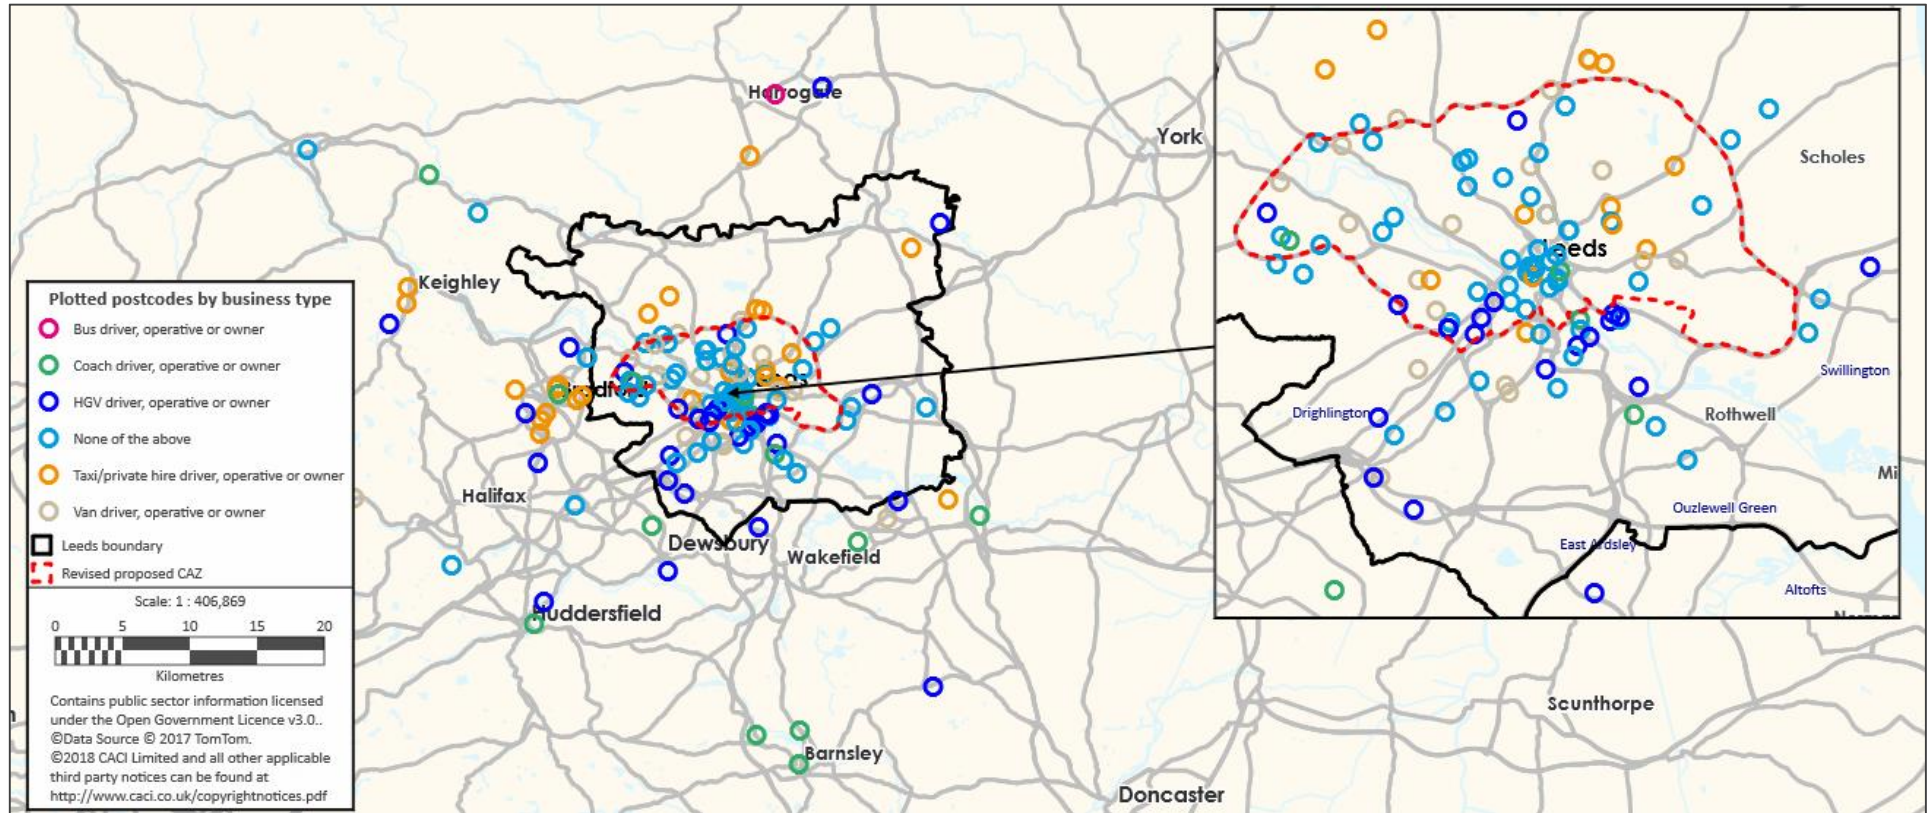 Harrogate
York
Keighley
Bradford
Leeds
Halifax
Dewsbury
Wakefield
Huddersfield
Barnsley
Doncaster
Scunthorpe
Plotted postcodes by business type
Bus driver, operative or owner
Coach driver, operative or owner
HGV driver, operative or owner
None of the above
Taxi/private hire driver, operative or owner
Van driver, operative or owner
Leeds boundary
Revised proposed CAZ
Scale: 1 : 406,869
0 5 10 15 20
Kilometres
Contains public sector information licensed
under the Open Government Licence v3.0..
©Data Source © 2017 TomTom.
©2018 CACI Limited and all other applicable
third party notices can be found at
http://www.caci.co.uk/copyrightnotices.pdf
Scholes
Leeds
Swillington
Drighlington
Rothwell
Mi
Ouzlewell Green
East Ardsley
Altofts